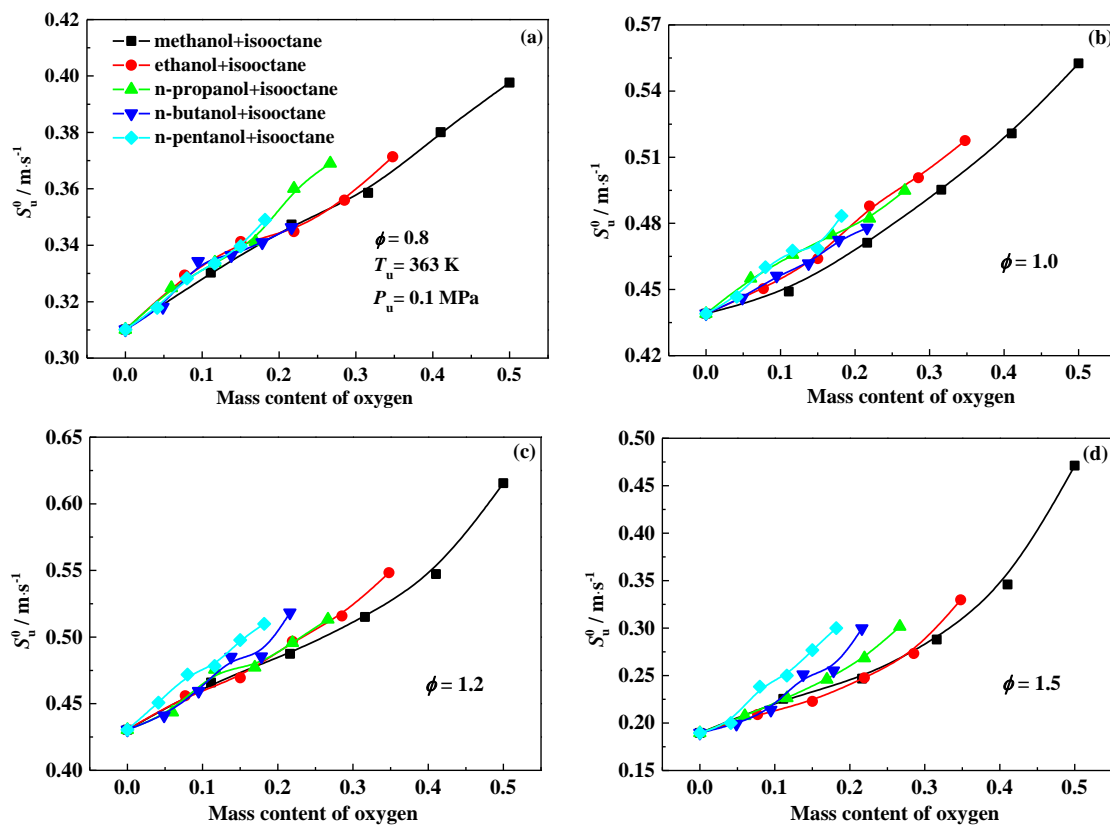 (a)
methanol+isooctane
ethanol+isooctane
n-propanol+isooctane
n-butanol+isooctane
n-pentanol+isooctane
ϕ = 0.8
Tu = 363 K
Pu = 0.1 MPa
0.42
0.40
0.38
0.36
0.34
0.32
0.30
Su0 / m·s-1
0.0 0.1 0.2 0.3 0.4 0.5
Mass content of oxygen
(b)
ϕ = 1.0
0.57
0.54
0.51
0.48
0.45
0.42
Su0 / m·s-1
0.0 0.1 0.2 0.3 0.4 0.5
Mass content of oxygen
(c)
ϕ = 1.2
0.65
0.60
0.55
0.50
0.45
0.40
Su0 / m·s-1
0.0 0.1 0.2 0.3 0.4 0.5
Mass content of oxygen
(d)
ϕ = 1.5
0.50
0.45
0.40
0.35
0.30
0.25
0.20
0.15
Su0 / m·s-1
0.0 0.1 0.2 0.3 0.4 0.5
Mass content of oxygen